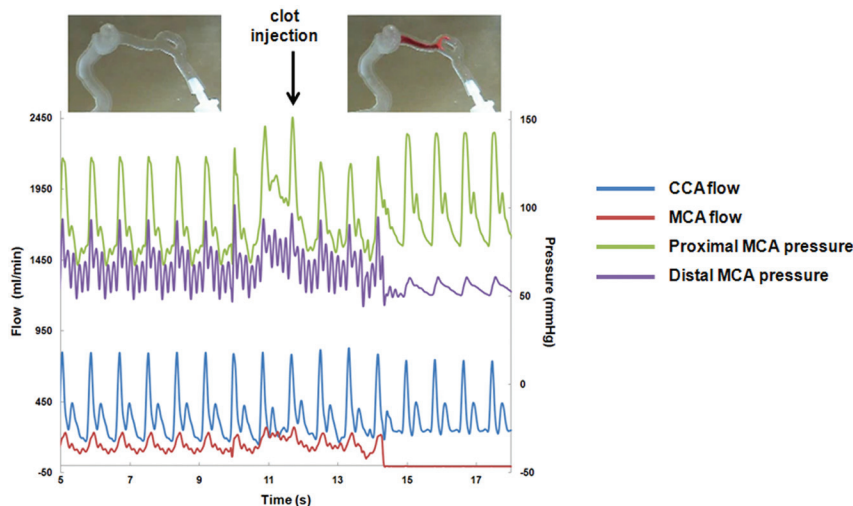 clot
injection
2450
1950
1450
950
450
-50
Flow (ml/min)
150
100
50
0
-50
Pressure (mmHg)
5
7
9
11
13
15
17
Time (s)
CCA flow
MCA flow
Proximal MCA pressure
Distal MCA pressure